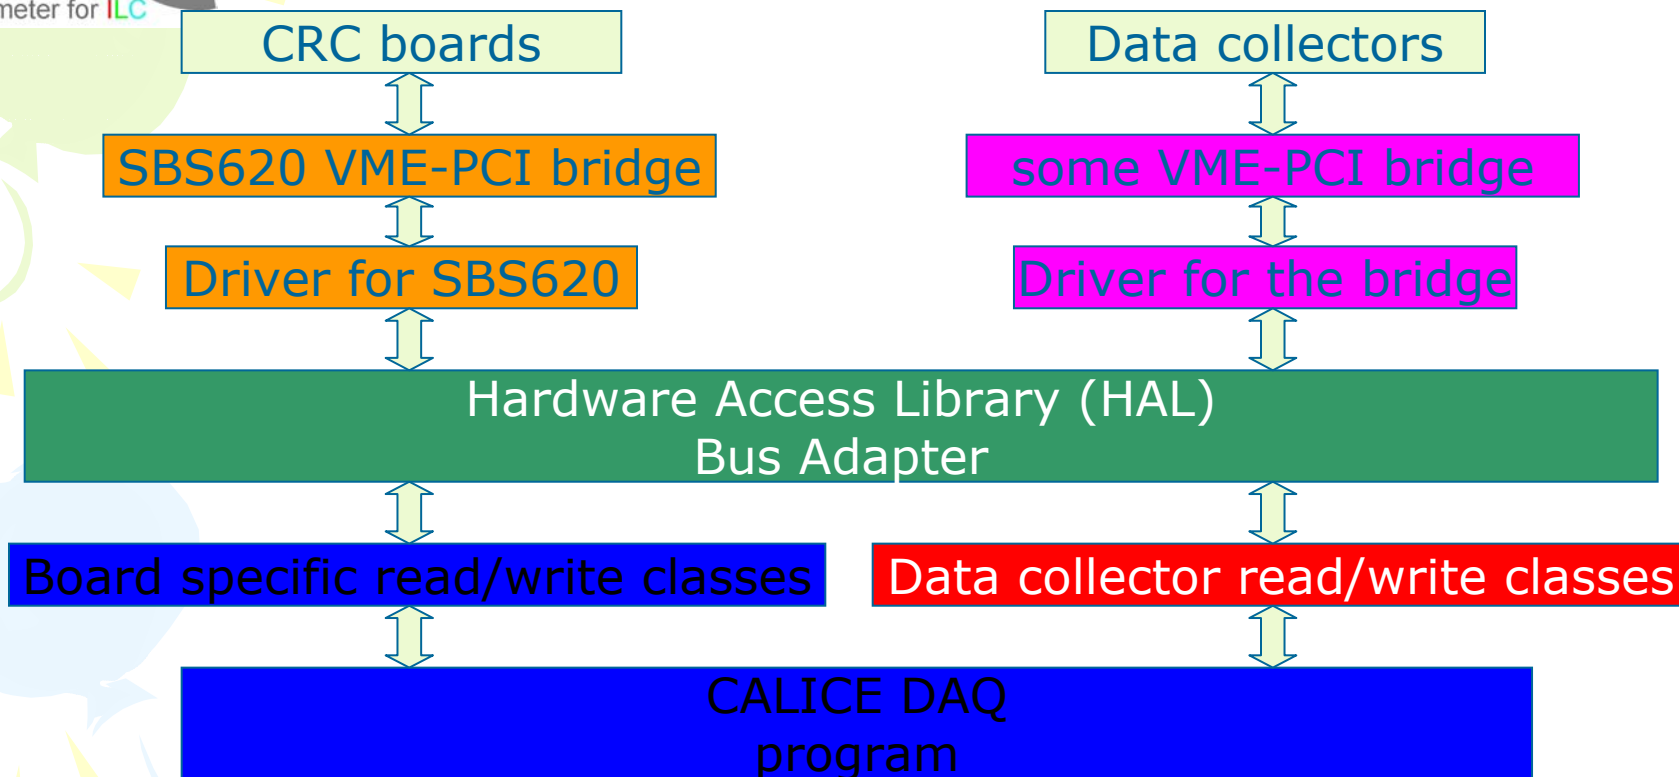 meter for ILC
CRC boards
Data collectors
SBS620 VME-PCI bridge
some VME-PCI bridge
Driver for SBS620
Driver for the bridge
Hardware Access Library (HAL)
Bus Adapter
Board specific read/write classes
Data collector read/write classes
CALICE DAQ
program